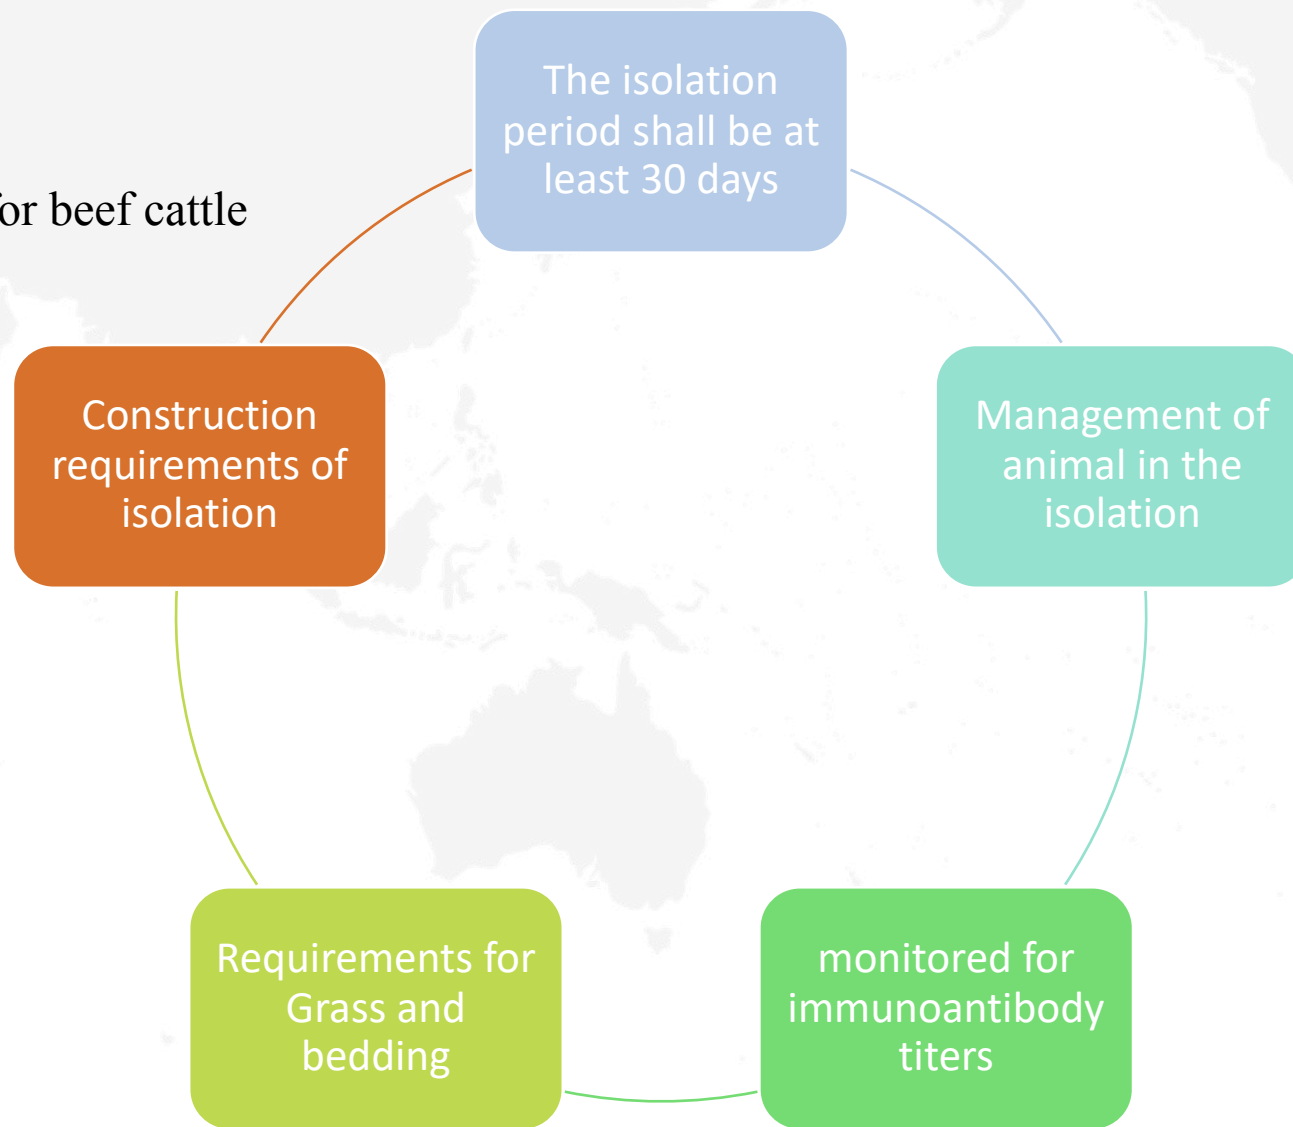 The isolation
period shall be at
least 30 days
for beef cattle
Construction
requirements of
isolation
Management of
animal in the
isolation
Requirements for
Grass and
bedding
monitored for
immunoantibody
titers